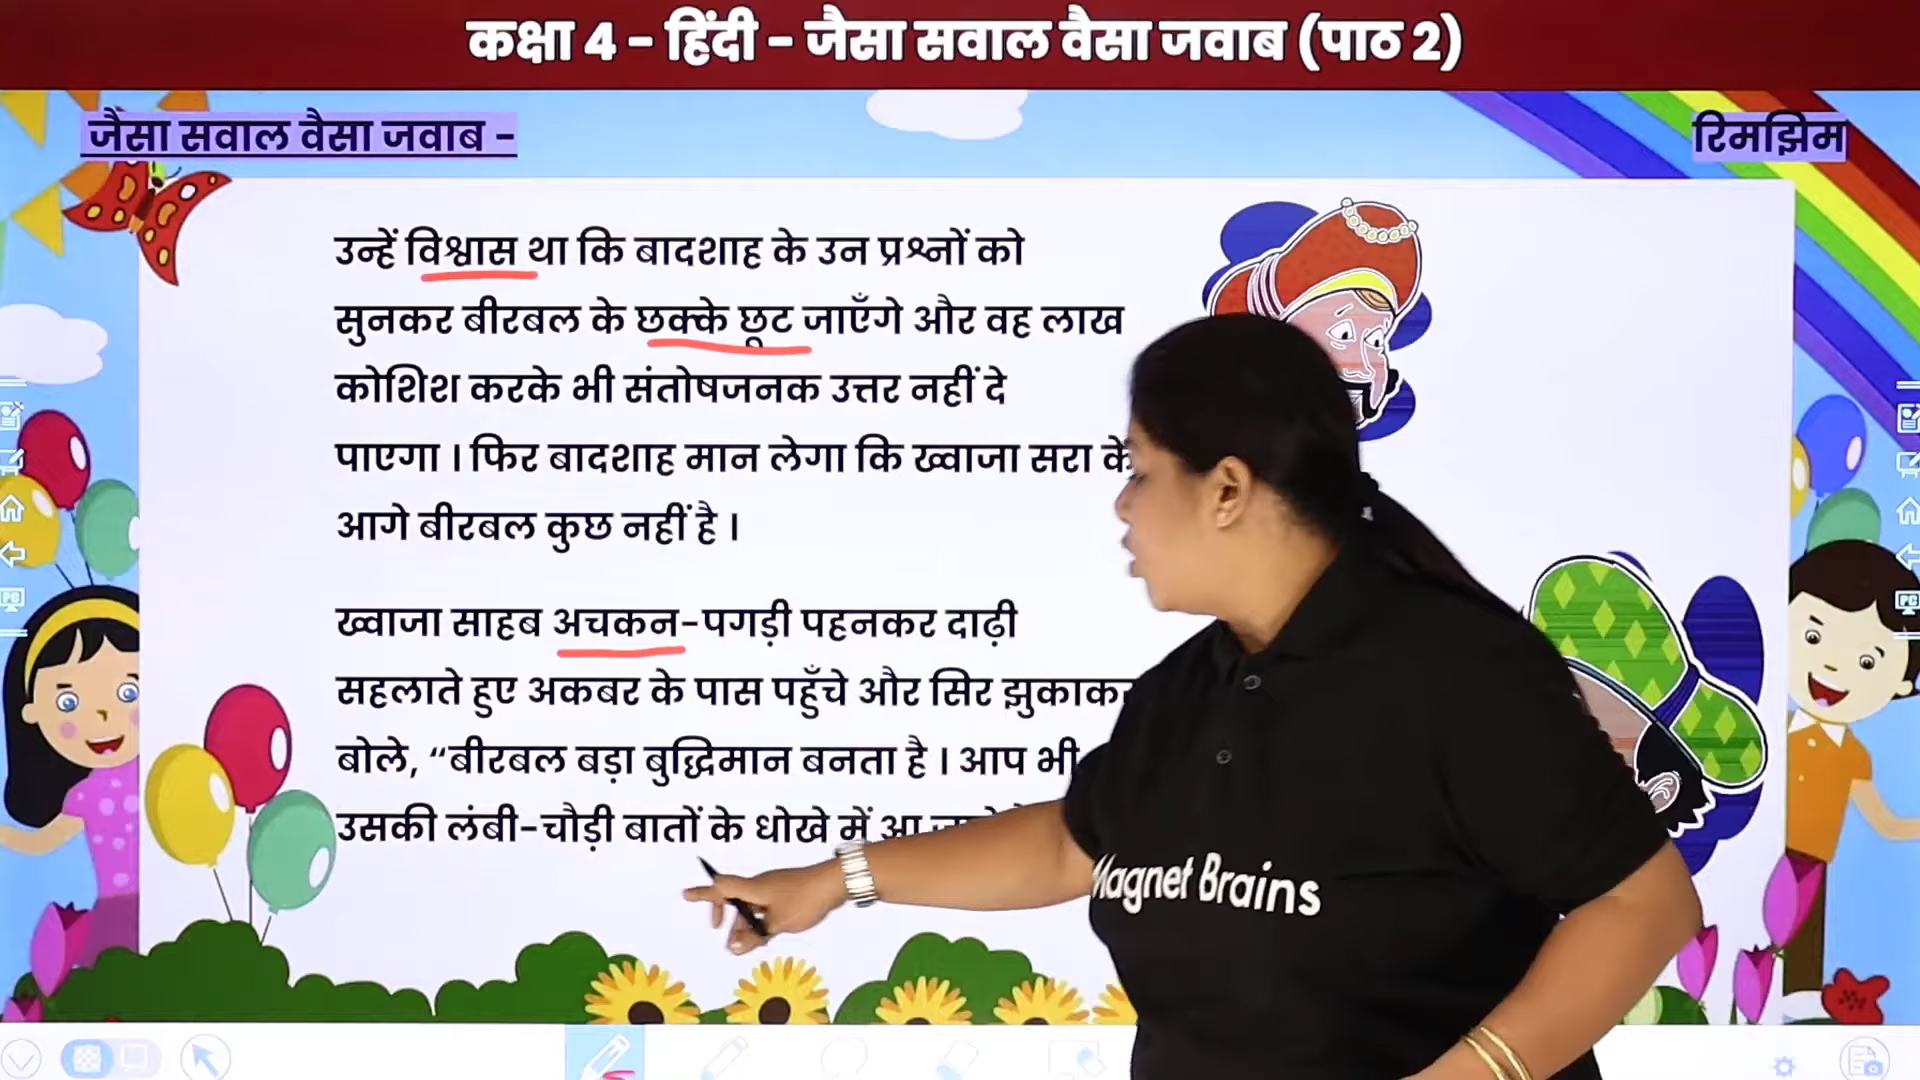 कक्षा 4 - हिंदी - जैसा सवाल वैसा जवाब (पाठ 2)
जैसा सवाल वैसा जवाब -
रिमझिम
उन्हें विश्वास था कि बादशाह के उन प्रश्नों को
सुनकर बीरबल के छक्के छूट जाएँगे और वह लाख
कोशिश करके भी संतोषजनक उत्तर नहीं दे
पाएगा । फिर बादशाह मान लेगा कि ख्वाजा सरा के
आगे बीरबल कुछ नहीं है ।
ख्वाजा साहब अचकन-पगड़ी पहनकर दाढ़ी
सहलाते हुए अकबर के पास पहुँचे और सिर झुकाकर
बोले, “बीरबल बड़ा बुद्धिमान बनता है । आप भी
उसकी लंबी-चौड़ी बातों के धोखे में आ
Magnet Brains